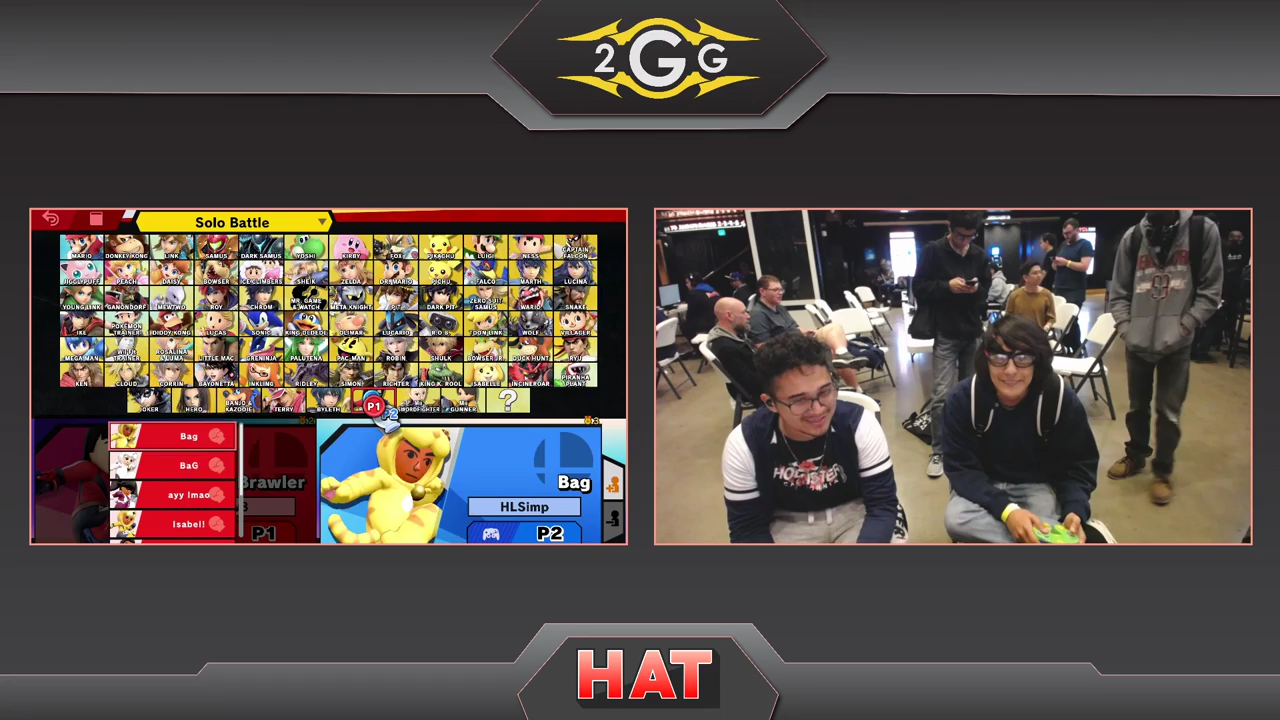 2GG
Solo Battle
MARIO DONKEY KONG LINK SAMUS DARK SAMUS YOSHI KIRBY FOX PIKACHU LUIGI NESS CAPTAIN FALCON
JIGGLYPUFF PEACH DAISY BOWSER ICE CLIMBERS SHEIK ZELDA DR. MARIO PICHU FALCO MARTH LUCINA
YOUNG LINK GANONDORF MEWTWO ROY CHROM MR. GAME & WATCH META KNIGHT PIT DARK PIT ZERO SUIT SAMUS WARIO SNAKE
IKE POKÉMON TRAINER DIDDY KONG LUCAS SONIC KING DEDEDE OLIMAR LUCARIO R.O.B. TOON LINK WOLF VILLAGER
MEGA MAN WII FIT TRAINER ROSALINA & LUMA LITTLE MAC GRENINJA PALUTENA PAC-MAN ROBIN SHULK BOWSER JR. DUCK HUNT RYU
KEN CLOUD CORRIN BAYONETTA INKLING RIDLEY SIMON RICHTER KING K. ROOL ISABELLE INCINEROAR PIRANHA PLANT
JOKER HERO BANJO & KAZOOIE TERRY BYLETH GUNNER ?
P1
P2
Bag
BaG
ayy lmao
Isabel!
Brawler
P1
Bag
HLSimp
P2
HAT